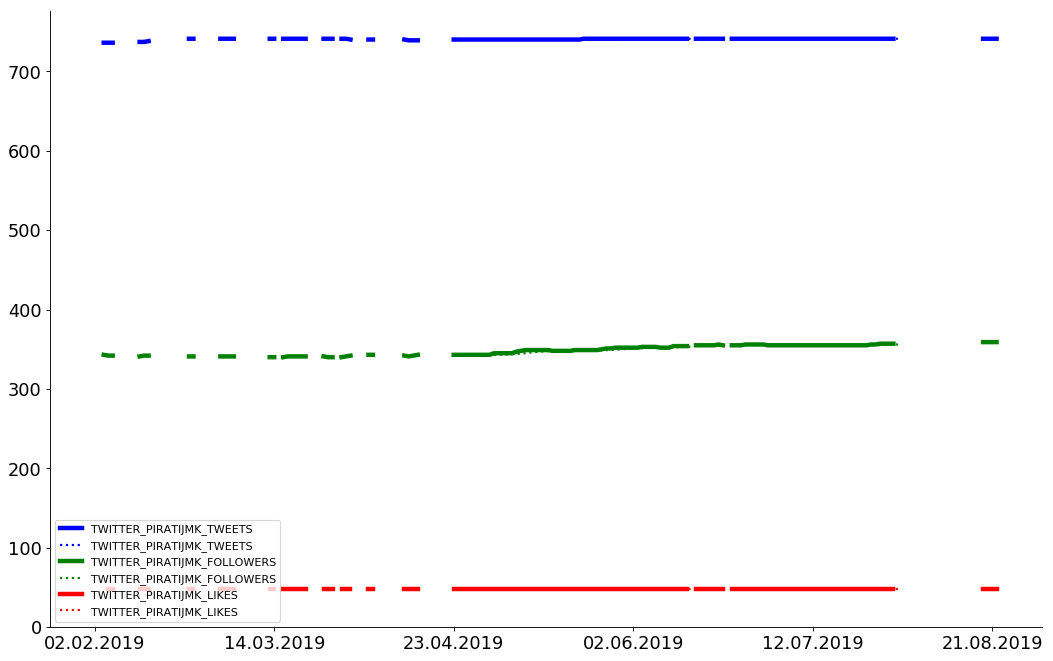 700
600
500
400
300
200
100
0
TWITTER_PIRATIJMK_TWEETS
TWITTER_PIRATIJMK_TWEETS
TWITTER_PIRATIJMK_FOLLOWERS
TWITTER_PIRATIJMK_FOLLOWERS
TWITTER_PIRATIJMK_LIKES
TWITTER_PIRATIJMK_LIKES
02.02.2019 14.03.2019 23.04.2019 02.06.2019 12.07.2019 21.08.2019